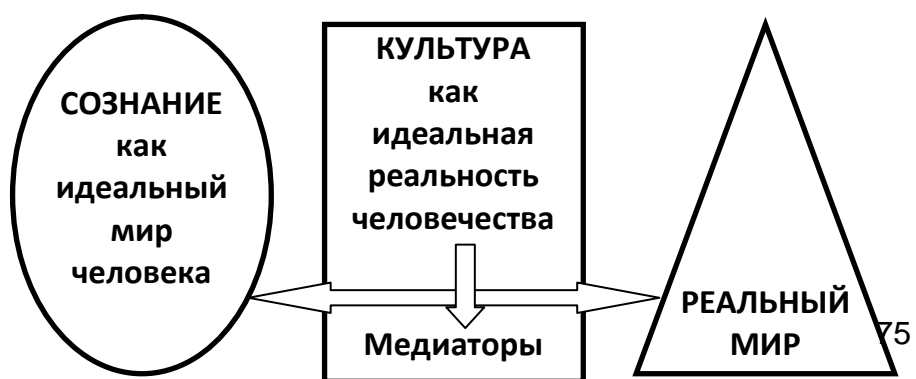 СОЗНАНИЕ
как
идеальный
мир
человека
КУЛЬТУРА
как
идеальная
реальность
человечества
Медиаторы
РЕАЛЬНЫЙ
МИР
75